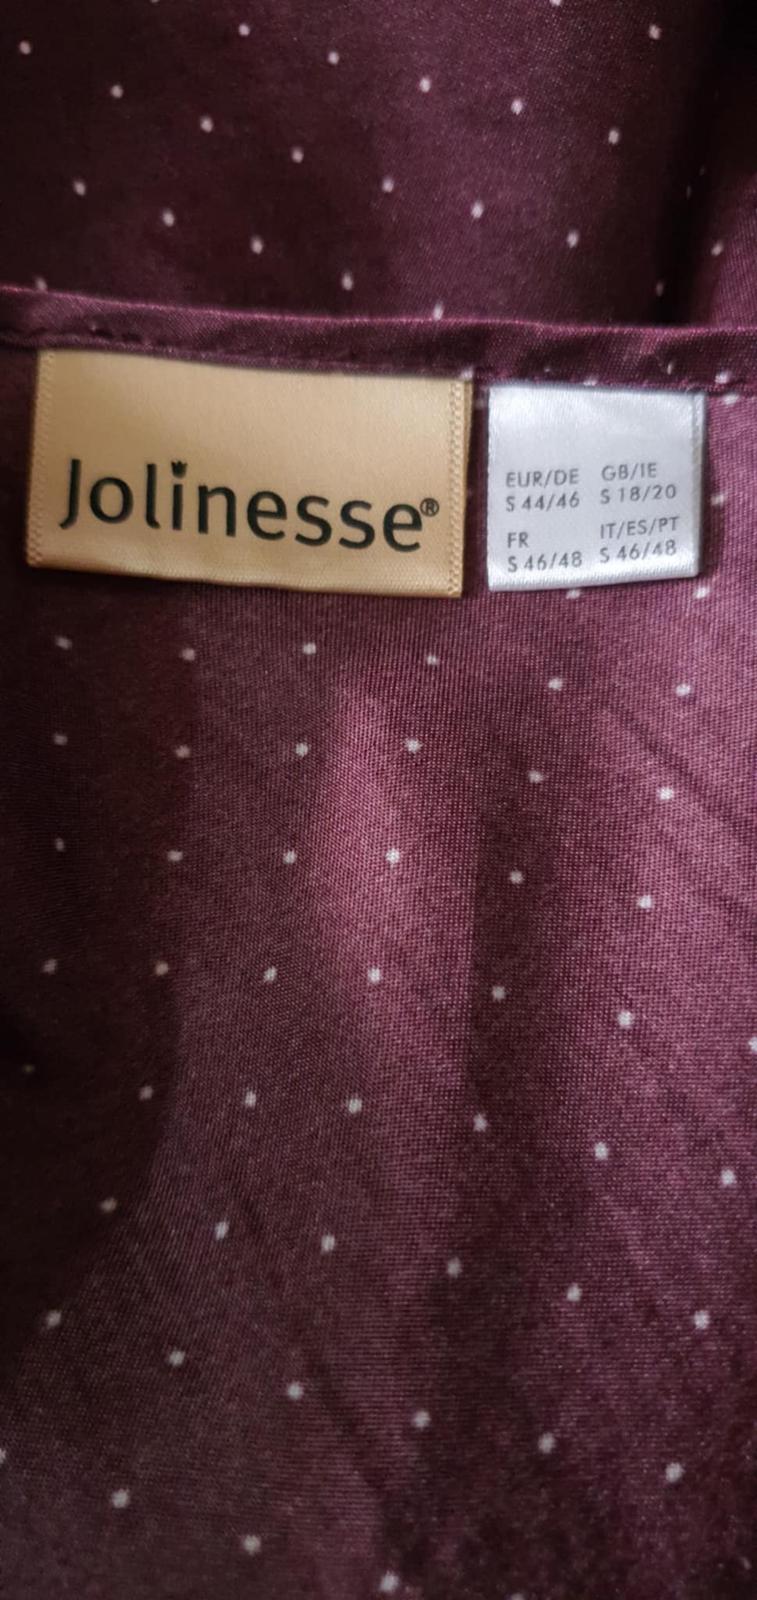 Jolinesse®
EUR/DE GB/IE
S 44/46 S 18/20
FR IT/ES/PT
S 46/48 S 46/48